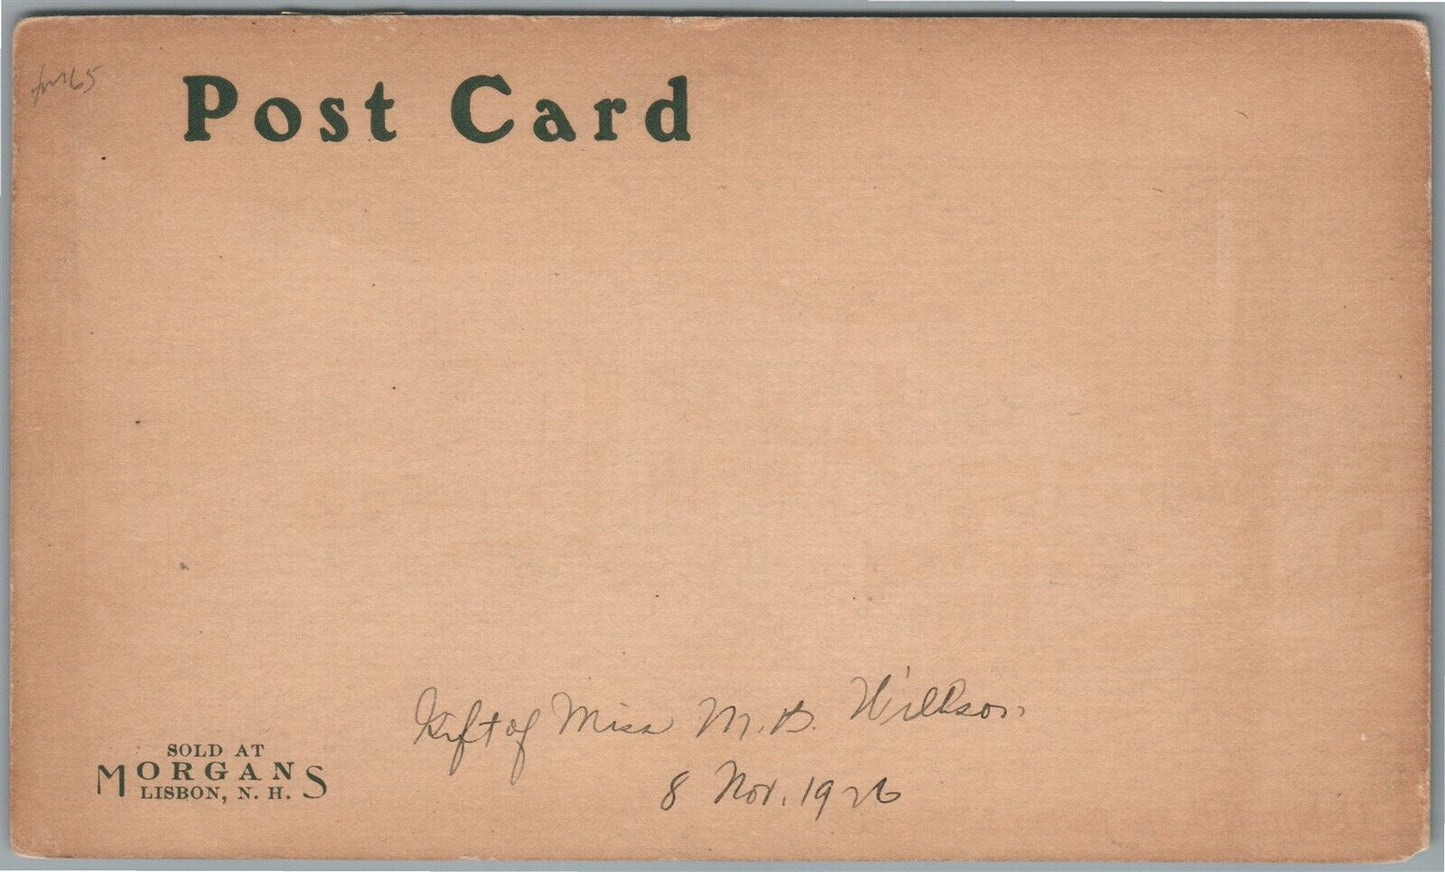 Post Card
Gift of Miss M. B. Willson
8 Nov. 1926
SOLD AT
MORGANS
LISBON, N. H.